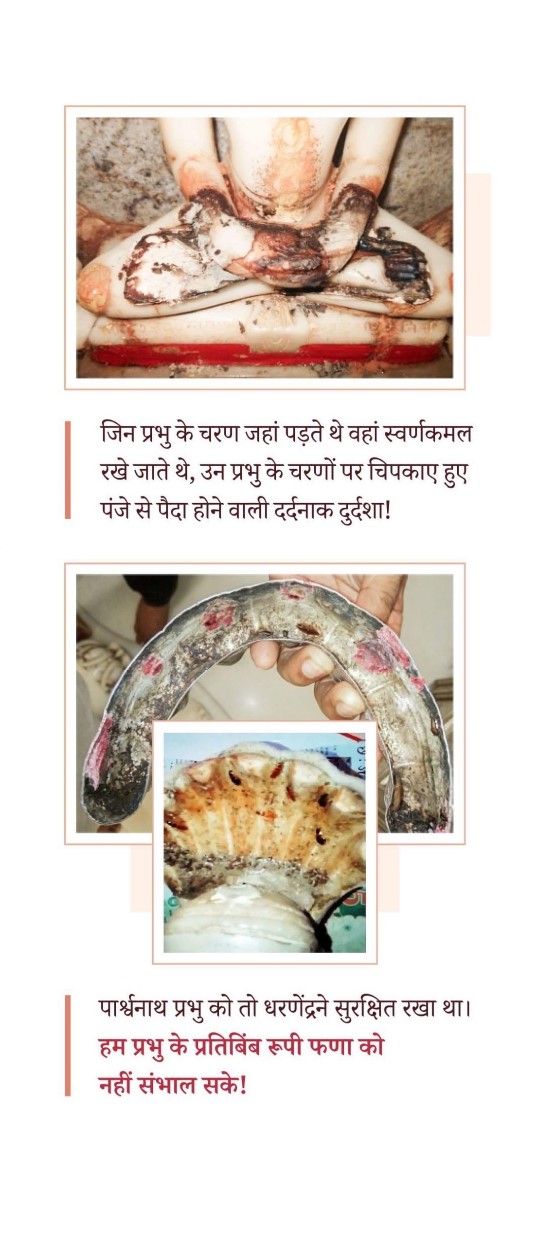 जिन प्रभु के चरण जहां पड़ते थे वहां स्वर्णकमल
रखे जाते थे, उन प्रभु के चरणों पर चिपकाए हुए
पंजे से पैदा होने वाली दर्दनाक दुर्दशा!
पार्श्वनाथ प्रभु को तो धरणेंद्रने सुरक्षित रखा था।
हम प्रभु के प्रतिबिंब रूपी फणा को
नहीं संभाल सके!